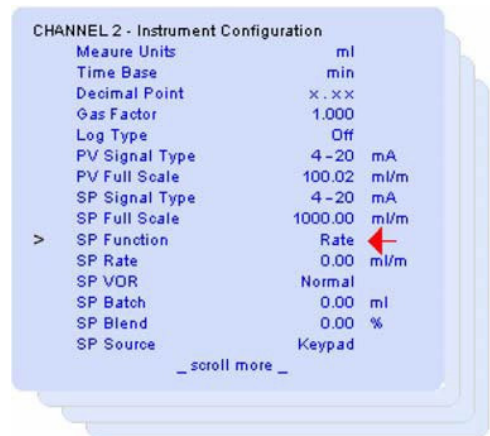 CHANNEL 2 - Instrument Configuration
Meaure Units ml
Time Base min
Decimal Point x.xx
Gas Factor 1.000
Log Type Off
PV Signal Type 4-20 mA
PV Full Scale 100.02 ml/m
SP Signal Type 4-20 mA
SP Full Scale 1000.00 ml/m
> SP Function Rate
SP Rate 0.00 ml/m
SP VOR Normal
SP Batch 0.00 ml
SP Blend 0.00 %
SP Source Keypad
_ scroll more _